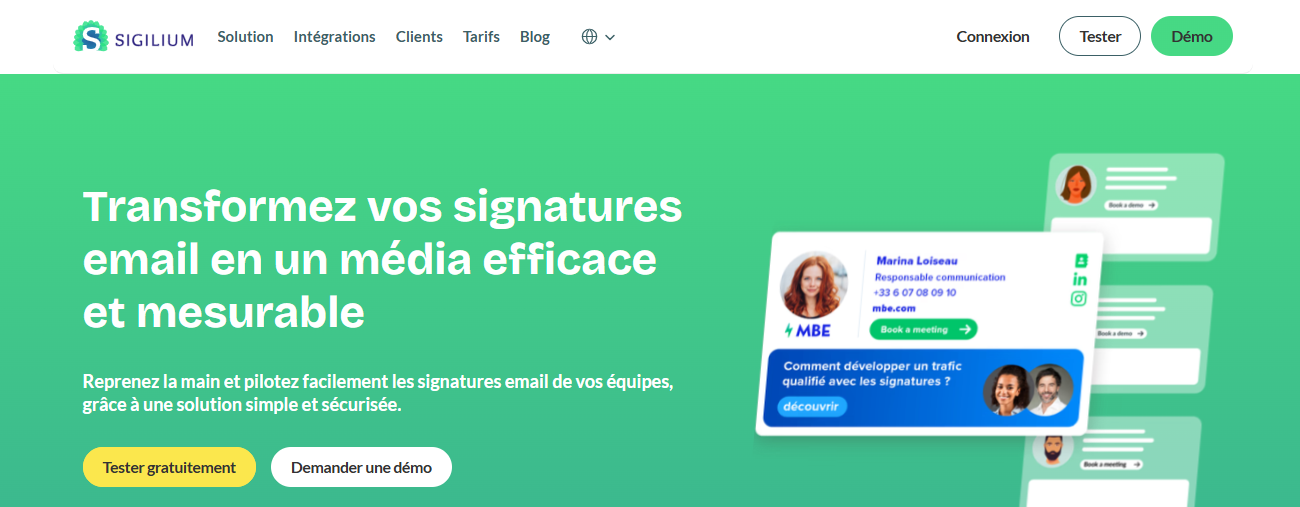 SIGILIUM
Solution
Intégrations
Clients
Tarifs
Blog
Connexion
Tester
Démo
Transformez vos signatures
email en un média efficace
et mesurable
Reprenez la main et pilotez facilement les signatures email de vos équipes,
grâce à une solution simple et sécurisée.
Tester gratuitement
Demander une démo
Book a demo
Marina Loiseau
Responsable communication
+33 6 07 08 09 10
mbe.com
MBE
Book a meeting
Comment développer un trafic
qualifié avec les signatures ?
découvrir
Book a demo
Book a meeting